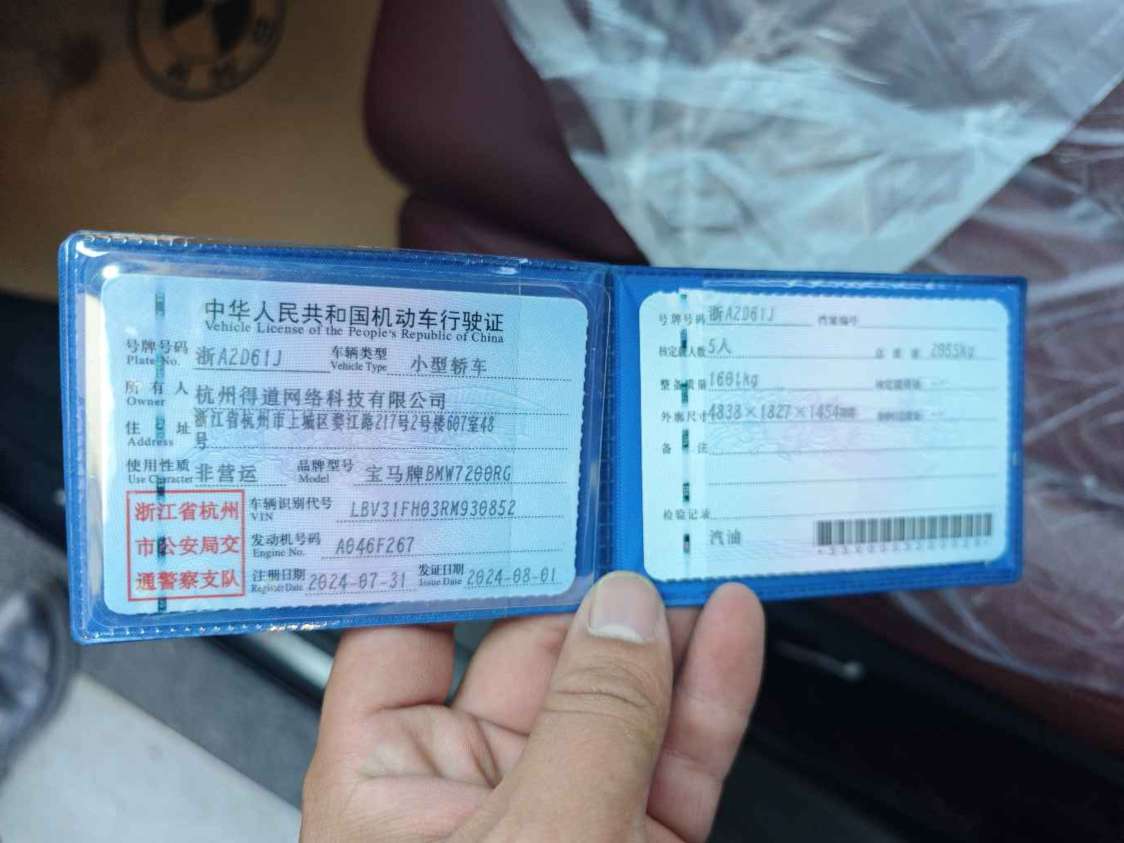 中华人民共和国机动车行驶证
Vehicle License of the People's Republic of China
号牌号码 浙A2D61J 车辆类型 小型轿车
Plate No. Vehicle Type
所有人 杭州得道网络科技有限公司
Owner
住址 浙江省杭州市上城区婺江路217号2号楼607室48
Address 号
使用性质 非营运 品牌型号 宝马牌BMW7200RG
Use Character Model
浙江省杭州
市公安局交
通警察支队
车辆识别代号 LBV31FH03RM930852
VIN
发动机号码 A046F267
Engine No.
注册日期 2024-07-31 发证日期 2024-08-01
Register Date Issue Date
号牌号码 浙A2D61J 档案编号
核定载人数 5人 总质量
整备质量 核定载质量
外廓尺寸 4838×1827×1454
备注
检验记录
汽油